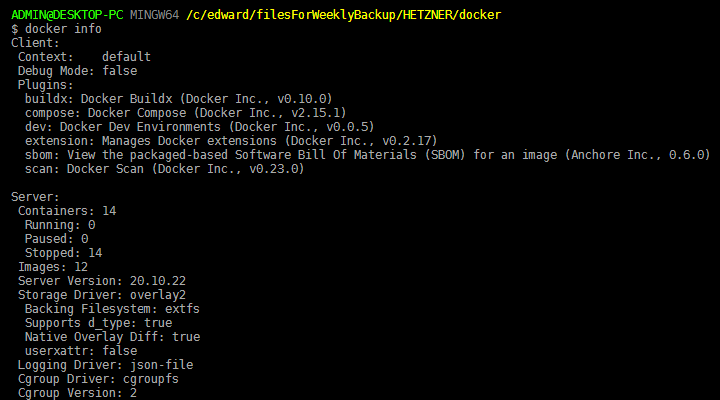 ADMIN@DESKTOP-PC MINGW64 /c/edward/filesForWeeklyBackup/HETZNER/docker
$ docker info
Client:
 Context:    default
 Debug Mode: false
 Plugins:
  buildx: Docker Buildx (Docker Inc., v0.10.0)
  compose: Docker Compose (Docker Inc., v2.15.1)
  dev: Docker Dev Environments (Docker Inc., v0.0.5)
  extension: Manages Docker extensions (Docker Inc., v0.2.17)
  sbom: View the packaged-based Software Bill Of Materials (SBOM) for an image (Anchore Inc., 0.6.0)
  scan: Docker Scan (Docker Inc., v0.23.0)

Server:
 Containers: 14
  Running: 0
  Paused: 0
  Stopped: 14
 Images: 12
 Server Version: 20.10.22
 Storage Driver: overlay2
  Backing Filesystem: extfs
  Supports d_type: true
  Native Overlay Diff: true
  userxattr: false
 Logging Driver: json-file
 Cgroup Driver: cgroupfs
 Cgroup Version: 2